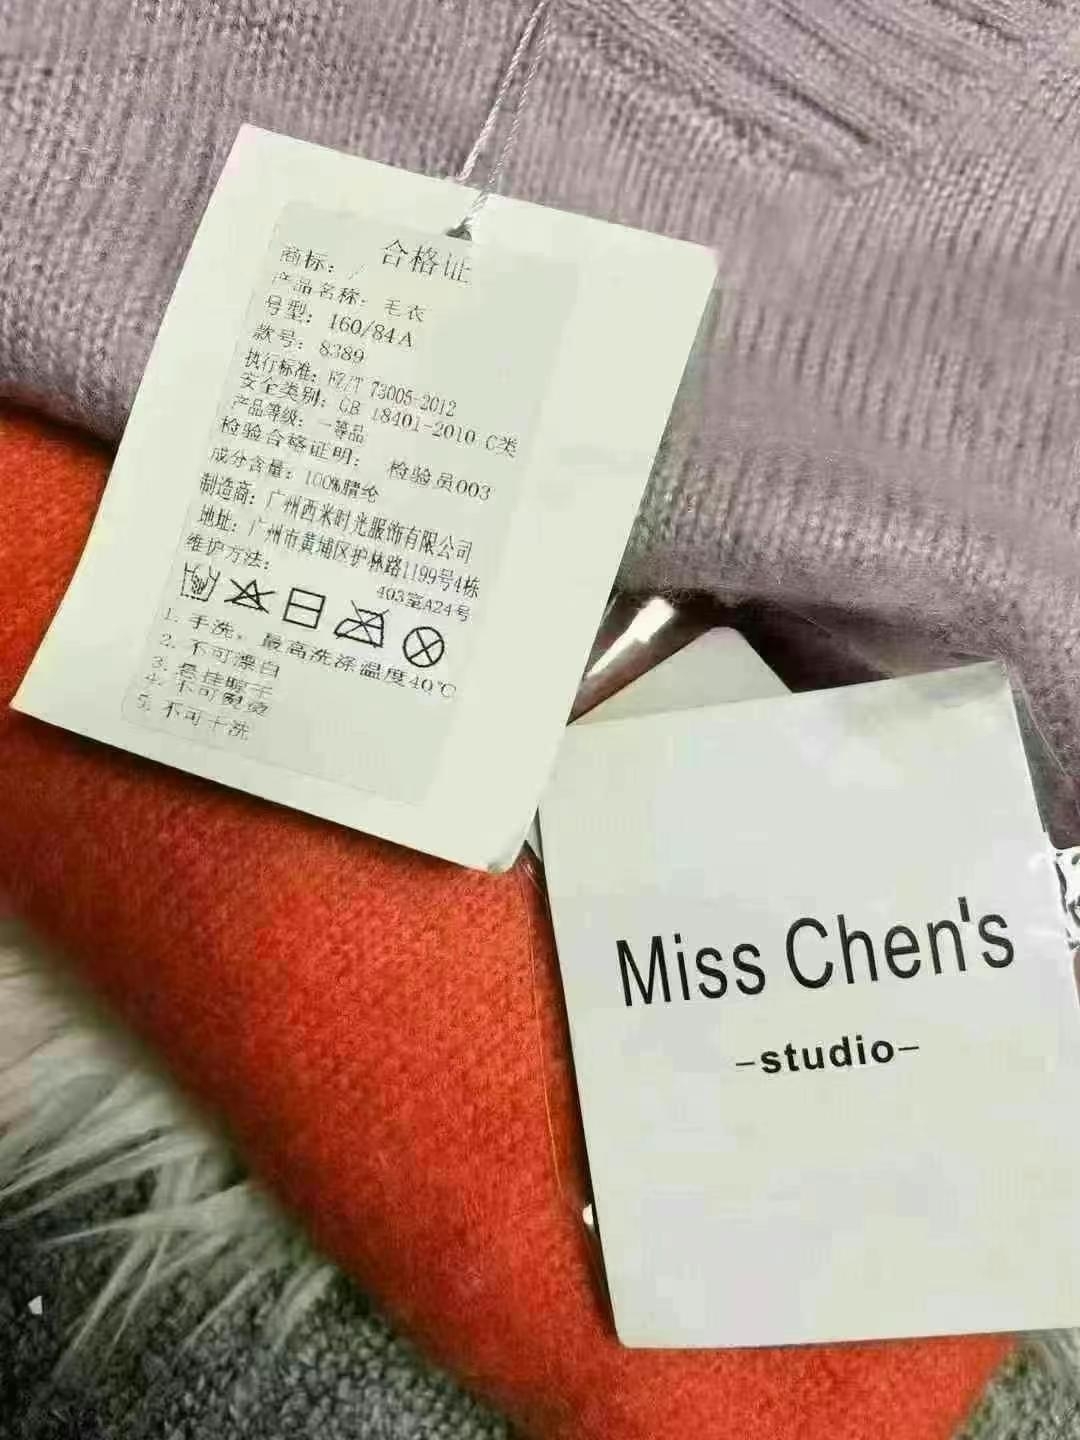 合格证
商标： /
产品名称：毛衣
号型：160/84A
款号：8389
执行标准：FZ/T 73005-2012
安全类别：GB 18401-2010 C类
产品等级：一等品
检验合格证明： 检验员003
成分含量：100%腈纶
制造商：广州西米时光服饰有限公司
地址：广州市黄埔区护林路1199号4栋
403室A24号
维护方法：
1. 手洗，最高洗涤温度40℃
2. 不可漂白
3. 悬挂晾干
4. 不可熨烫
5. 不可干洗
Miss Chen's
-studio-